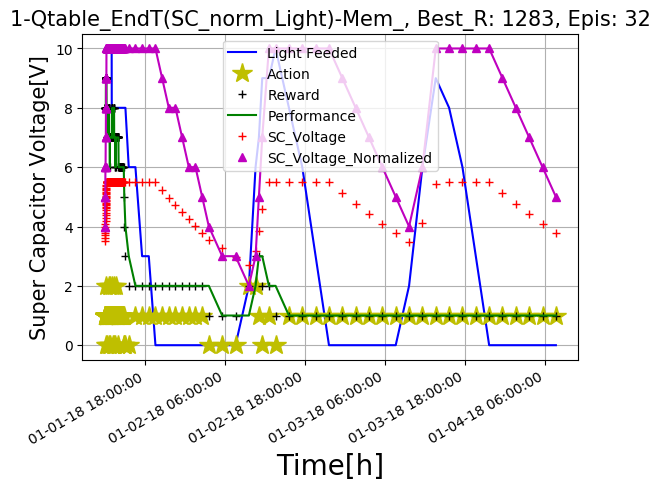 1-Qtable_EndT(SC_norm_Light)-Mem_, Best_R: 1283, Epis: 32
Super Capacitor Voltage[V]
10
8
6
4
2
0
Light Feeded
Action
Reward
Performance
SC_Voltage
SC_Voltage_Normalized
01-01-18 18:00:00
01-02-18 06:00:00
01-02-18 18:00:00
01-03-18 06:00:00
01-03-18 18:00:00
01-04-18 06:00:00
Time[h]